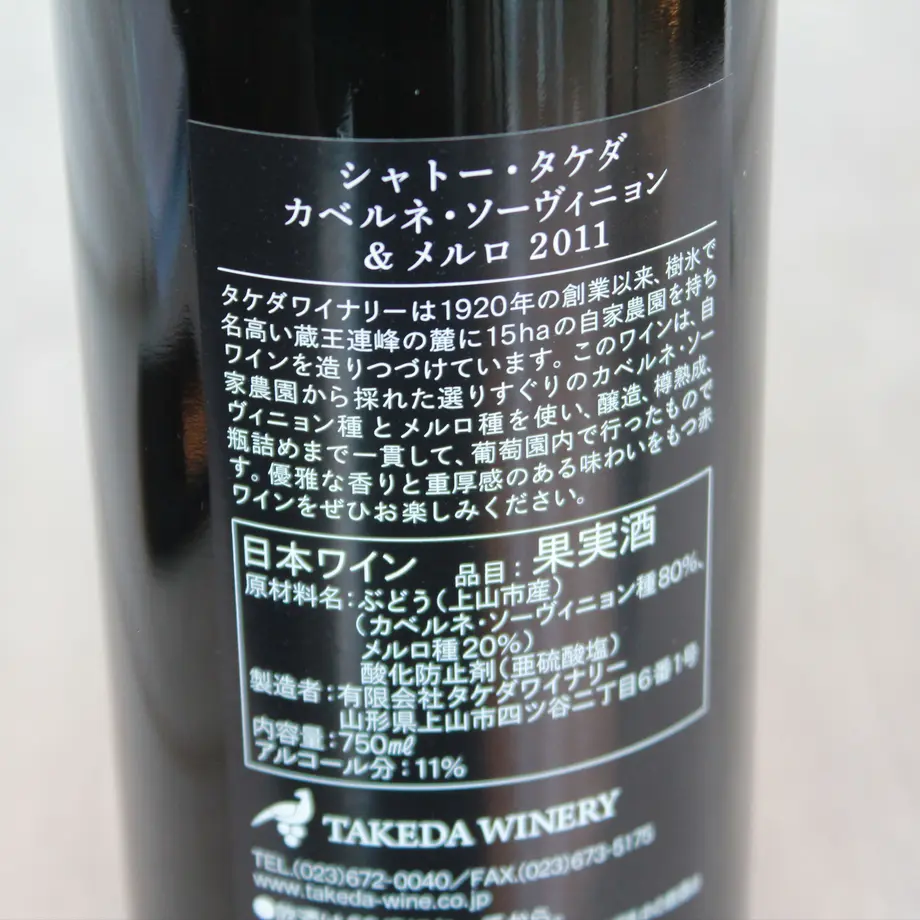 シャトー・タケダ
カベルネ・ソーヴィニョン
& メルロ 2011
タケダワイナリーは1920年の創業以来、樹氷で
名高い蔵王連峰の麓に15haの自家農園を持ち
ワインを造りつづけています。このワインは、自
家農園から採れた選りすぐりのカベルネ・ソー
ヴィニョン種とメルロ種を使い、醸造、樽熟成、
瓶詰めまで一貫して、葡萄園内で行ったもので
す。優雅な香りと重厚感のある味わいをもつ赤
ワインをぜひお楽しみください。
日本ワイン 品目：果実酒
原材料名：ぶどう（上山市産）
（カベルネ・ソーヴィニョン種80%、
メルロ種20%）
酸化防止剤（亜硫酸塩）
製造者：有限会社タケダワイナリー
山形県上山市四ツ谷二丁目6番1号
内容量：750mℓ
アルコール分：11%
TAKEDA WINERY
TEL.(023)672-0040／FAX.(023)673-5175
www.takeda-wine.co.jp